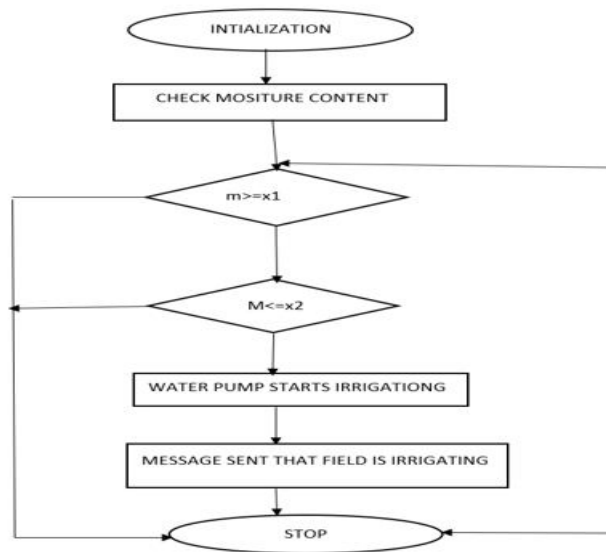 INTIALIZATION
CHECK MOSITURE CONTENT
m>=x1
M<=x2
WATER PUMP STARTS IRRIGATIONG
MESSAGE SENT THAT FIELD IS IRRIGATING
STOP